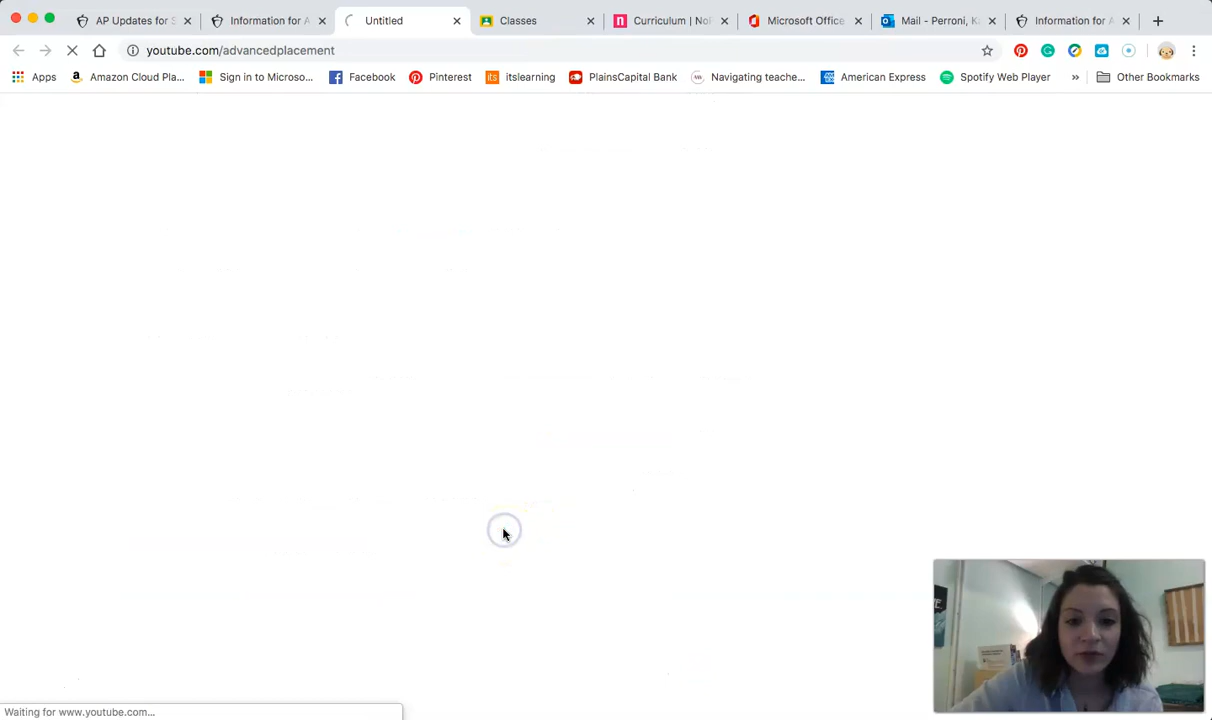 AP Updates for S
Information for A
Untitled
Classes
Curriculum | No
Microsoft Office
Mail - Perroni, K
Information for A
youtube.com/advancedplacement
Apps
Amazon Cloud Pla...
Sign in to Microso...
Facebook
Pinterest
its
itslearning
PlainsCapital Bank
Navigating teache...
American Express
Spotify Web Player
Other Bookmarks
Waiting for www.youtube.com...